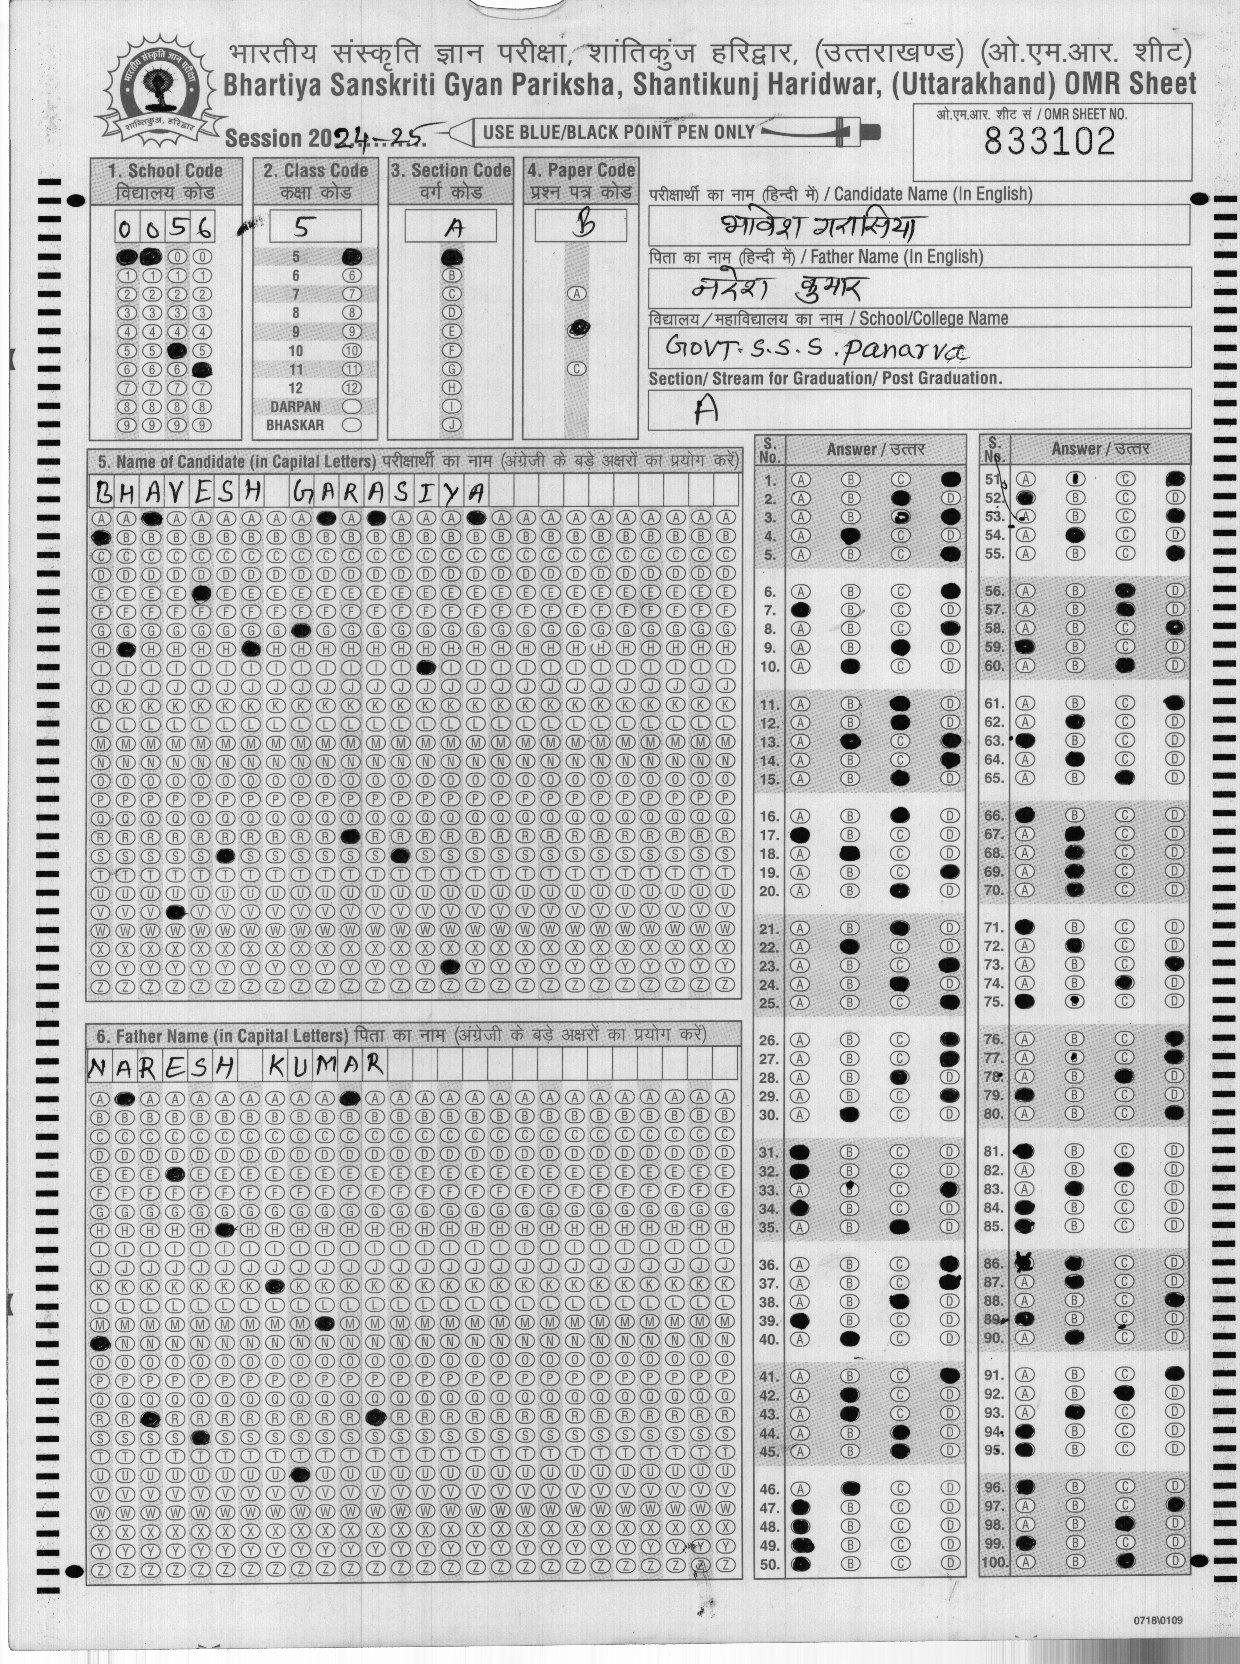 भारतीय संस्कृति ज्ञान परीक्षा, शांतिकुंज हरिद्वार, (उत्तराखण्ड) (ओ.एम.आर. शीट)
Bhartiya Sanskriti Gyan Pariksha, Shantikunj Haridwar, (Uttarakhand) OMR Sheet
भारतीय संस्कृति ज्ञान परीक्षा
शान्तिकुञ्ज, हरिद्वार
Session 2024-25.
USE BLUE/BLACK POINT PEN ONLY
ओ.एम.आर. शीट सं / OMR SHEET NO.
833102
1. School Code
विद्यालय कोड
0 0 5 6
2. Class Code
कक्षा कोड
5
3. Section Code
वर्ग कोड
A
4. Paper Code
प्रश्न पत्र कोड
B
5
6
7
8
9
10
11
12
DARPAN
BHASKAR
परीक्षार्थी का नाम (हिन्दी में) / Candidate Name (In English)
भावेश गरासिया
पिता का नाम (हिन्दी में) / Father Name (In English)
नरेश कुमार
विद्यालय/महाविद्यालय का नाम / School/College Name
GOVT. S.S.S. Panarva
Section/ Stream for Graduation/ Post Graduation.
A
5. Name of Candidate (in Capital Letters) परीक्षार्थी का नाम (अंग्रेजी के बड़े अक्षरों का प्रयोग करें)
BHAVESH GARASIYA
6. Father Name (in Capital Letters) पिता का नाम (अंग्रेजी के बड़े अक्षरों का प्रयोग करें)
NARESH KUMAR
S. No. Answer / उत्तर
S. No. Answer / उत्तर
0718\0109